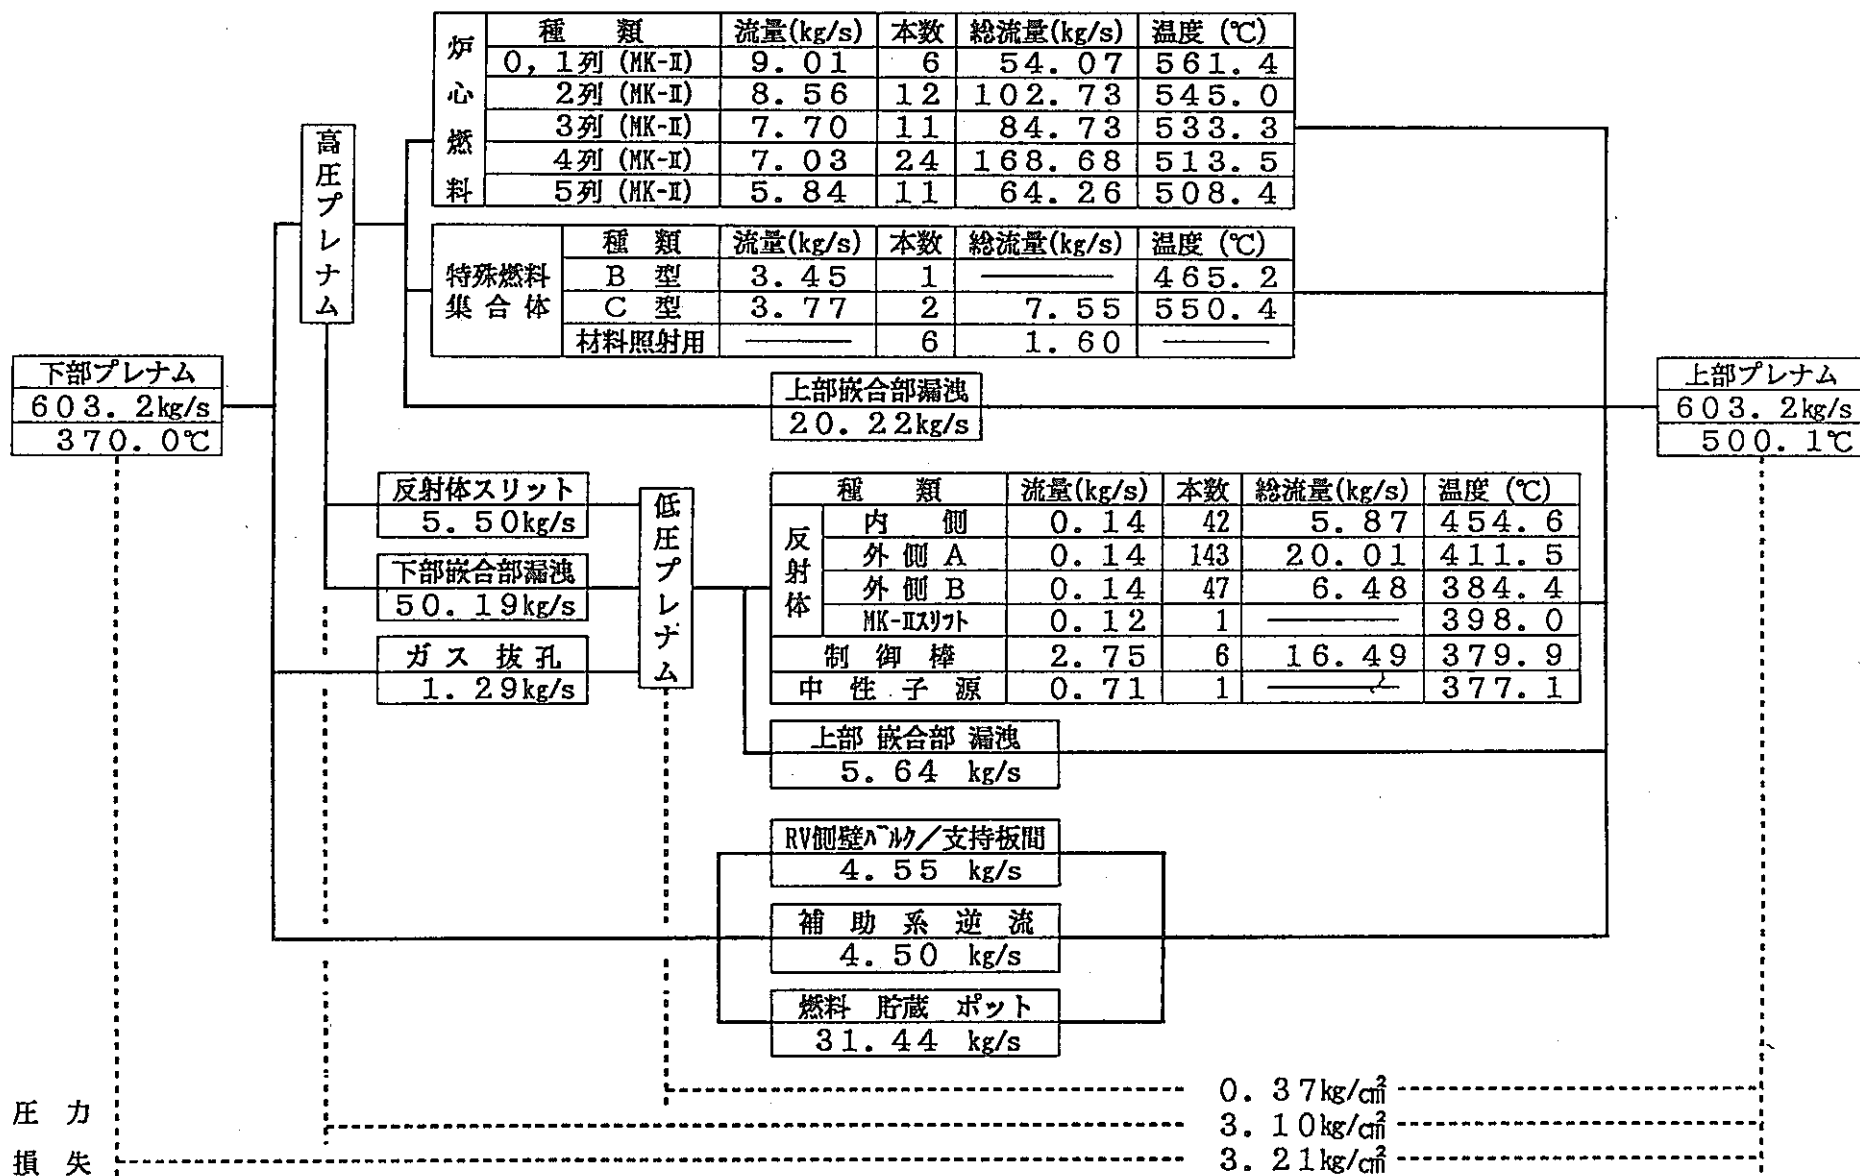 炉心燃料
種 類 流量(kg/s) 本数 総流量(kg/s) 温度 (℃)
0, 1列 (MK-Ⅱ) 9.01 6 54.07 561.4
2列 (MK-Ⅱ) 8.56 12 102.73 545.0
3列 (MK-Ⅱ) 7.70 11 84.73 533.3
4列 (MK-Ⅱ) 7.03 24 168.68 513.5
5列 (MK-Ⅱ) 5.84 11 64.26 508.4
高圧プレナム
特殊燃料
集合体
種 類 流量(kg/s) 本数 総流量(kg/s) 温度 (℃)
B 型 3.45 1 ―― 465.2
C 型 3.77 2 7.55 550.4
材料照射用 ―― 6 1.60 ――
下部プレナム
603.2kg/s
370.0℃
上部嵌合部漏洩
20.22kg/s
上部プレナム
603.2kg/s
500.1℃
反射体スリット
5.50kg/s
下部嵌合部漏洩
50.19kg/s
ガス 抜孔
1.29kg/s
低圧プレナム
種 類 流量(kg/s) 本数 総流量(kg/s) 温度 (℃)
反射体
内 側 0.14 42 5.87 454.6
外側 A 0.14 143 20.01 411.5
外側 B 0.14 47 6.48 384.4
MK-Ⅱスリフト 0.12 1 ―― 398.0
制 御 棒 2.75 6 16.49 379.9
中 性 子 源 0.71 1 ―― 377.1
上部 嵌合部 漏洩
5.64 kg/s
RV側壁バルク/支持板間
4.55 kg/s
補 助 系 逆 流
4.50 kg/s
燃料 貯蔵 ポット
31.44 kg/s
圧 力
損 失
0.37kg/c㎡
3.10kg/c㎡
3.21kg/c㎡